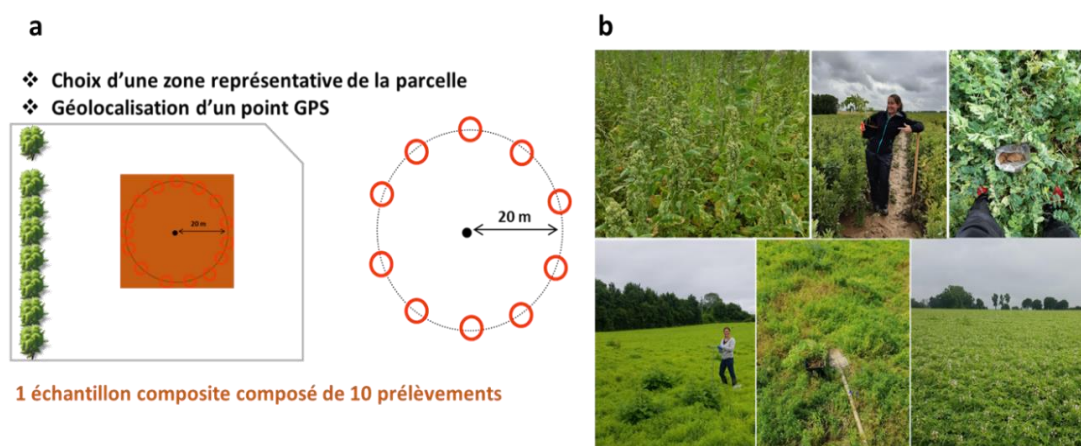 a
❖ Choix d'une zone représentative de la parcelle
❖ Géolocalisation d'un point GPS
20 m
20 m
1 échantillon composite composé de 10 prélèvements
b